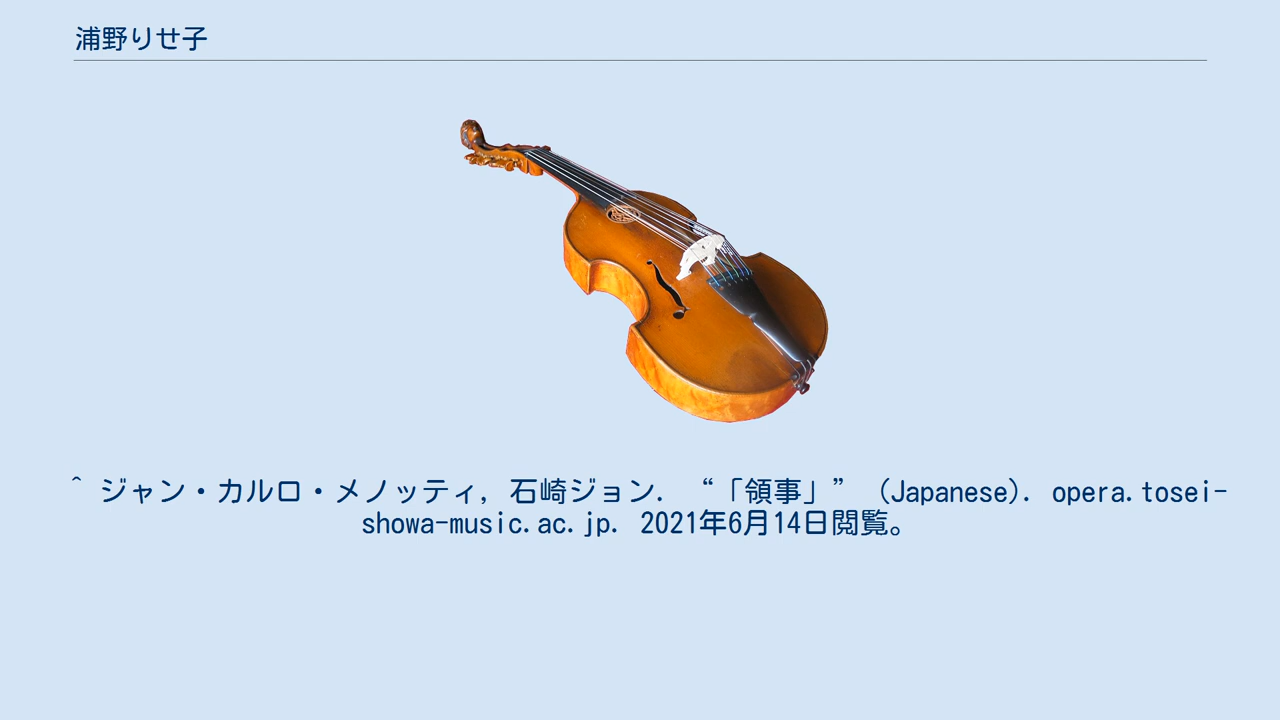 浦野りせ子
^ ジャン・カルロ・メノッティ, 石崎ジョン. “「領事」” (Japanese). opera.tosei-
showa-music.ac.jp. 2021年6月14日閲覧。